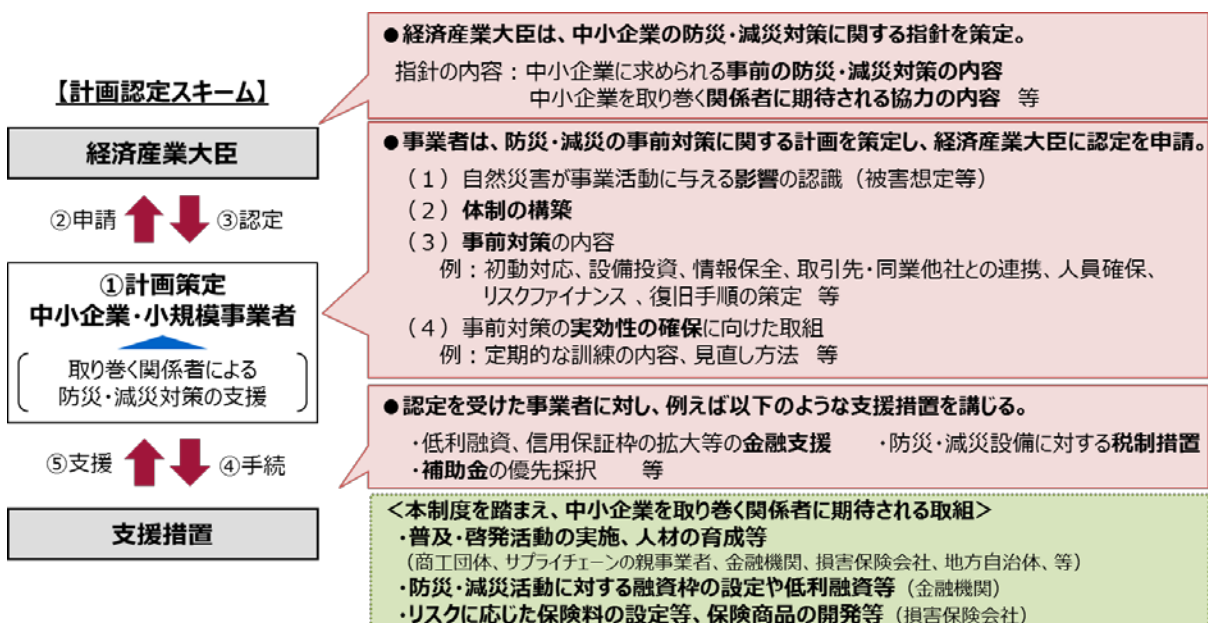 【計画認定スキーム】
経済産業大臣
②申請
③認定
①計画策定
中小企業・小規模事業者
取り巻く関係者による
防災・減災対策の支援
⑤支援
④手続
支援措置
●経済産業大臣は、中小企業の防災・減災対策に関する指針を策定。
指針の内容：中小企業に求められる事前の防災・減災対策の内容
中小企業を取り巻く関係者に期待される協力の内容 等
●事業者は、防災・減災の事前対策に関する計画を策定し、経済産業大臣に認定を申請。
（１）自然災害が事業活動に与える影響の認識（被害想定等）
（２）体制の構築
（３）事前対策の内容
例：初動対応、設備投資、情報保全、取引先・同業他社との連携、人員確保、
リスクファイナンス 、復旧手順の策定 等
（４）事前対策の実効性の確保に向けた取組
例：定期的な訓練の内容、見直し方法 等
●認定を受けた事業者に対し、例えば以下のような支援措置を講じる。
・低利融資、信用保証枠の拡大等の金融支援 ・防災・減災設備に対する税制措置
・補助金の優先採択 等
＜本制度を踏まえ、中小企業を取り巻く関係者に期待される取組＞
・普及・啓発活動の実施、人材の育成等
（商工団体、サプライチェーンの親事業者、金融機関、損害保険会社、地方自治体、等）
・防災・減災活動に対する融資枠の設定や低利融資等（金融機関）
・リスクに応じた保険料の設定等、保険商品の開発等（損害保険会社）